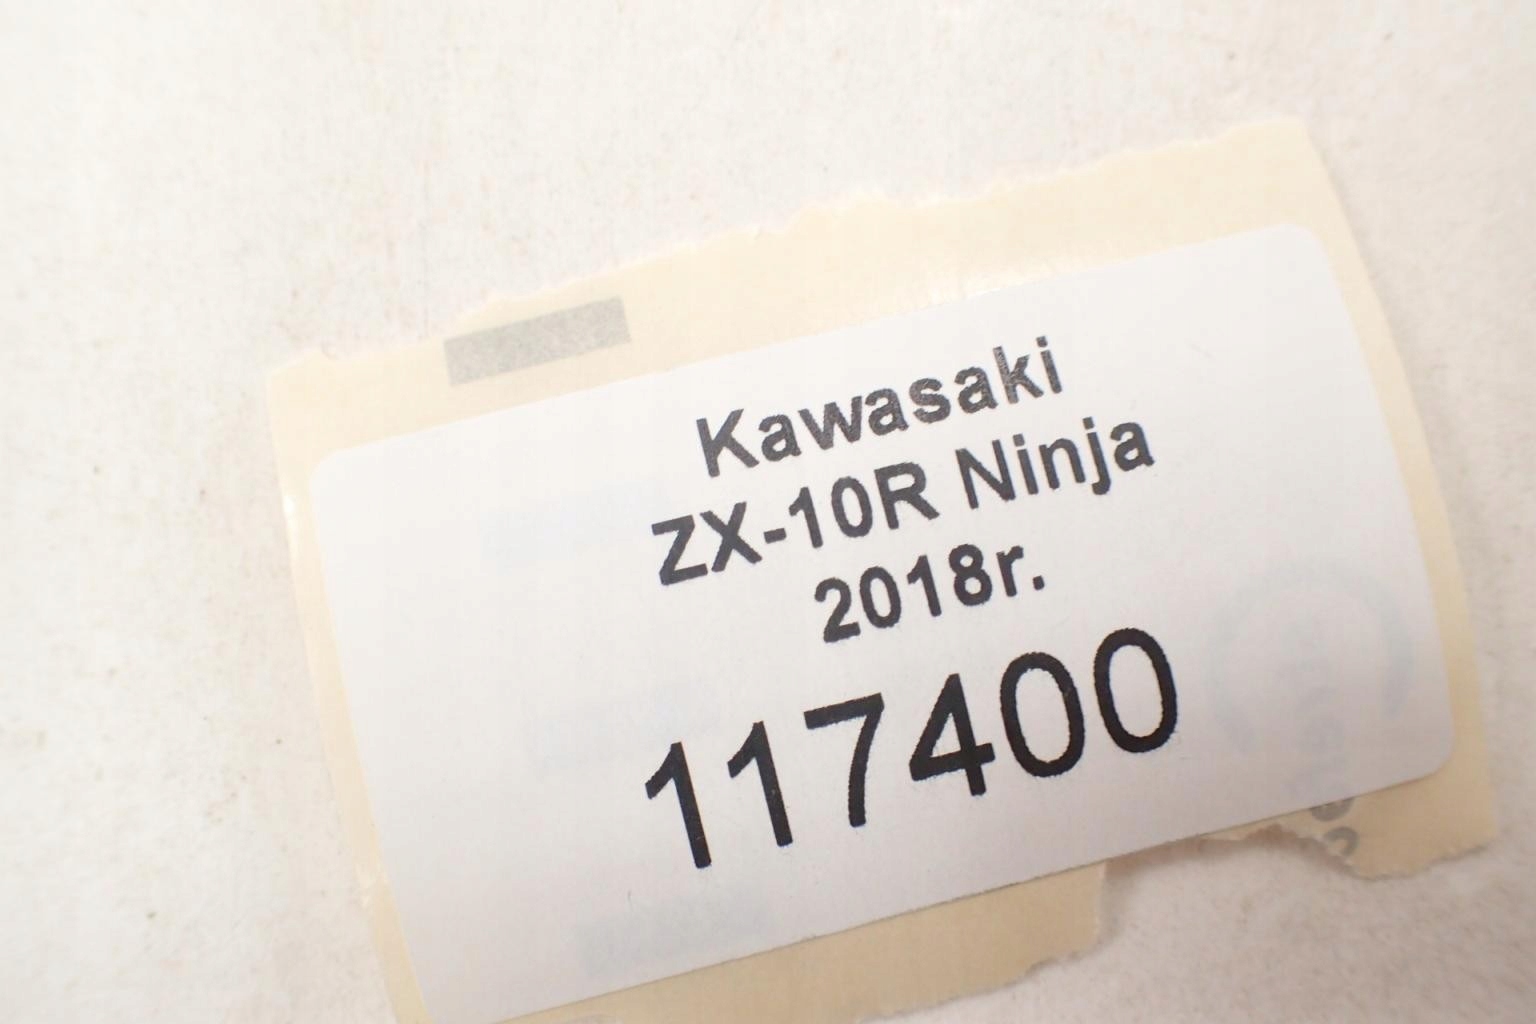 Kawasaki
ZX-10R Ninja
2018r.
117400